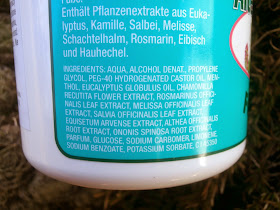 Enthält Pflanzenextrakte aus Euka-
lyptus, Kamille, Salbei, Melisse,
Schachtelhalm, Rosmarin, Eibisch
und Hauhechel.
INGREDIENTS: AQUA, ALCOHOL DENAT., PROPYLENE
GLYCOL, PEG-40 HYDROGENATED CASTOR OIL, MEN-
THOL, EUCALYPTUS GLOBULUS OIL, CHAMOMILLA
RECUTITA FLOWER EXTRACT, ROSMARINUS OFFICI-
NALIS LEAF EXTRACT, MELISSA OFFICINALIS LEAF
EXTRACT, SALVIA OFFICINALIS LEAF EXTRACT,
EQUISETUM ARVENSE EXTRACT, ALTHEA OFFICINALIS
ROOT EXTRACT, ONONIS SPINOSA ROOT EXTRACT,
PARFUM, GLUCOSE, SODIUM CARBOMER, LIMONENE,
SODIUM BENZOATE, POTASSIUM SORBATE, CI 45350